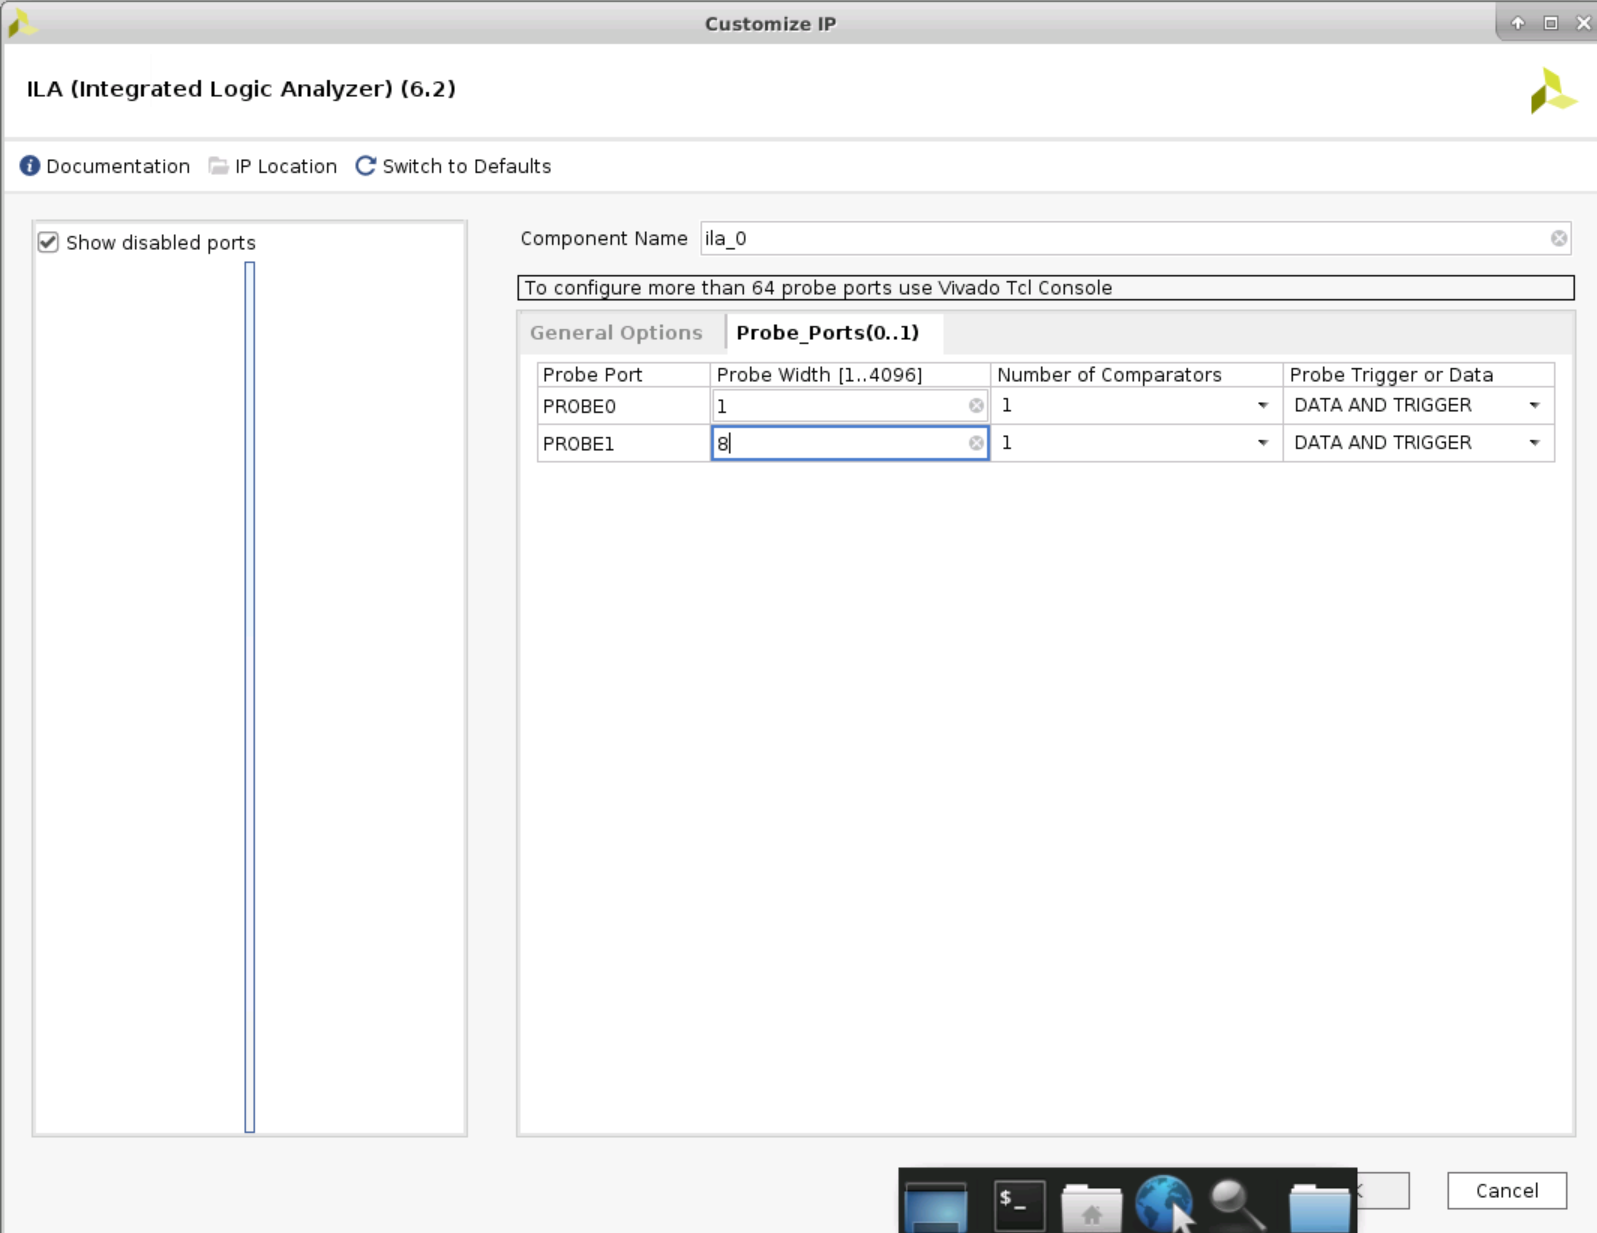 Customize IP
ILA (Integrated Logic Analyzer) (6.2)
Documentation IP Location Switch to Defaults
Show disabled ports
Component Name ila_0
To configure more than 64 probe ports use Vivado Tcl Console
General Options Probe_Ports(0..1)
Probe Port Probe Width [1..4096] Number of Comparators Probe Trigger or Data
PROBE0 1 1 DATA AND TRIGGER
PROBE1 8 1 DATA AND TRIGGER
$_
Cancel